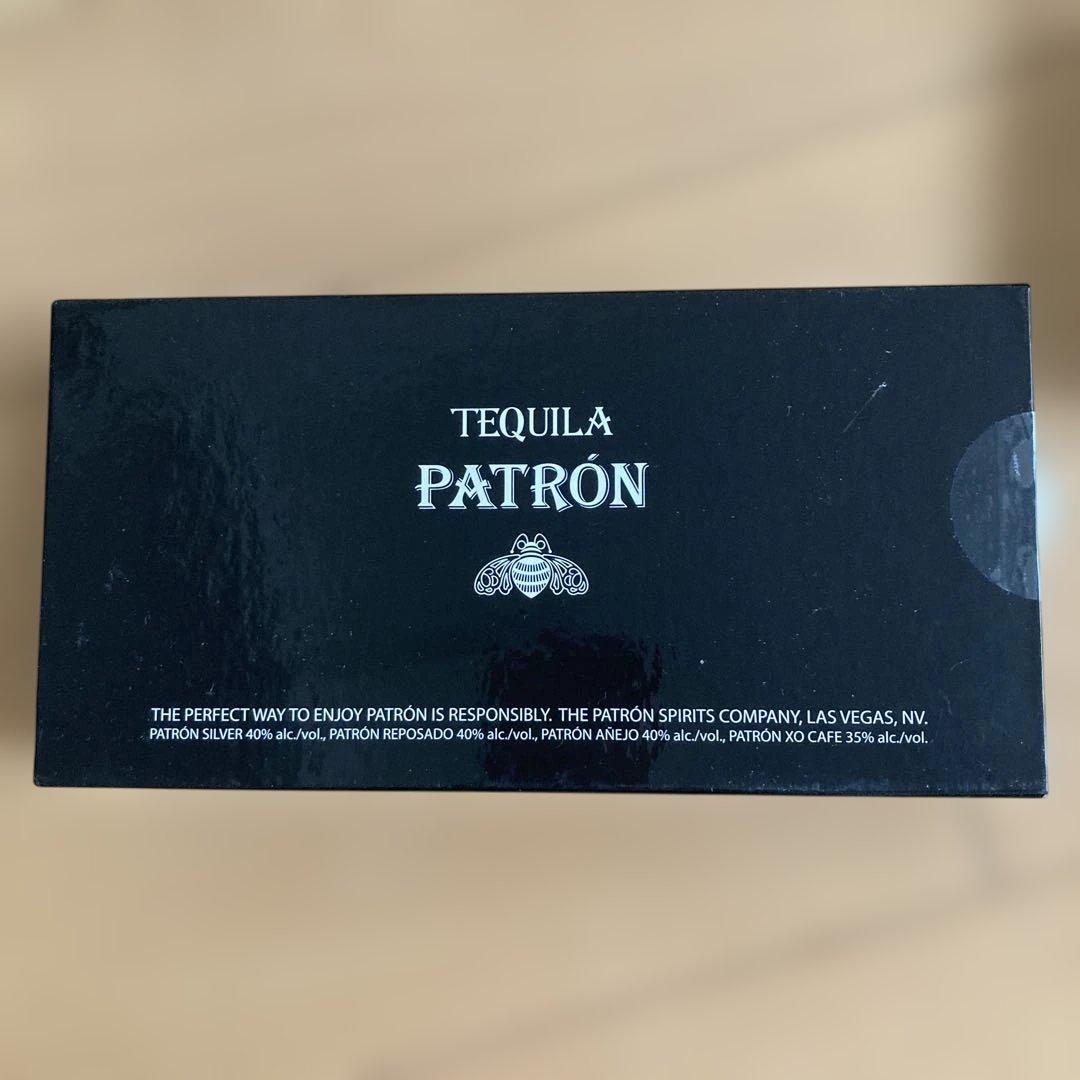 TEQUILA
PATRÓN
THE PERFECT WAY TO ENJOY PATRÓN IS RESPONSIBLY. THE PATRÓN SPIRITS COMPANY, LAS VEGAS, NV.
PATRÓN SILVER 40% alc./vol., PATRÓN REPOSADO 40% alc./vol., PATRÓN AÑEJO 40% alc./vol., PATRÓN XO CAFE 35% alc./vol.